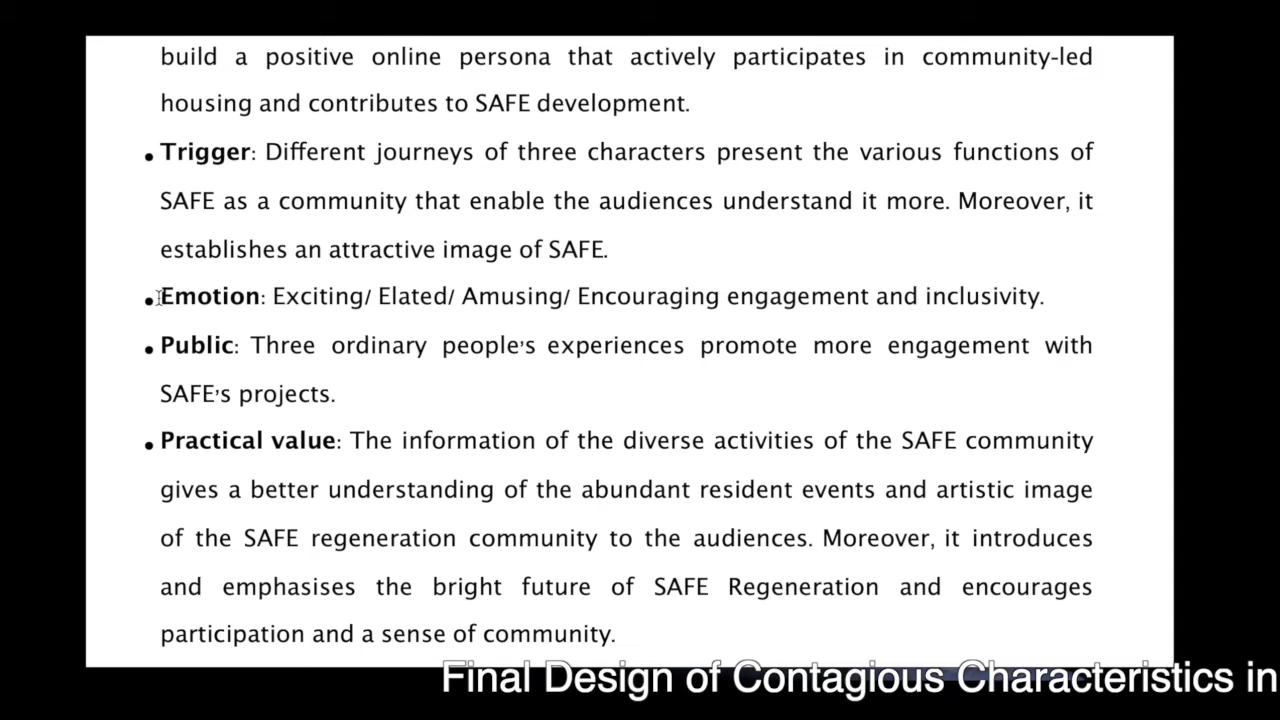 build a positive online persona that actively participates in community-led
housing and contributes to SAFE development.
• Trigger: Different journeys of three characters present the various functions of
SAFE as a community that enable the audiences understand it more. Moreover, it
establishes an attractive image of SAFE.
• Emotion: Exciting/ Elated/ Amusing/ Encouraging engagement and inclusivity.
• Public: Three ordinary people’s experiences promote more engagement with
SAFE’s projects.
• Practical value: The information of the diverse activities of the SAFE community
gives a better understanding of the abundant resident events and artistic image
of the SAFE regeneration community to the audiences. Moreover, it introduces
and emphasises the bright future of SAFE Regeneration and encourages
participation and a sense of community.
Final Design of Contagious Characteristics in